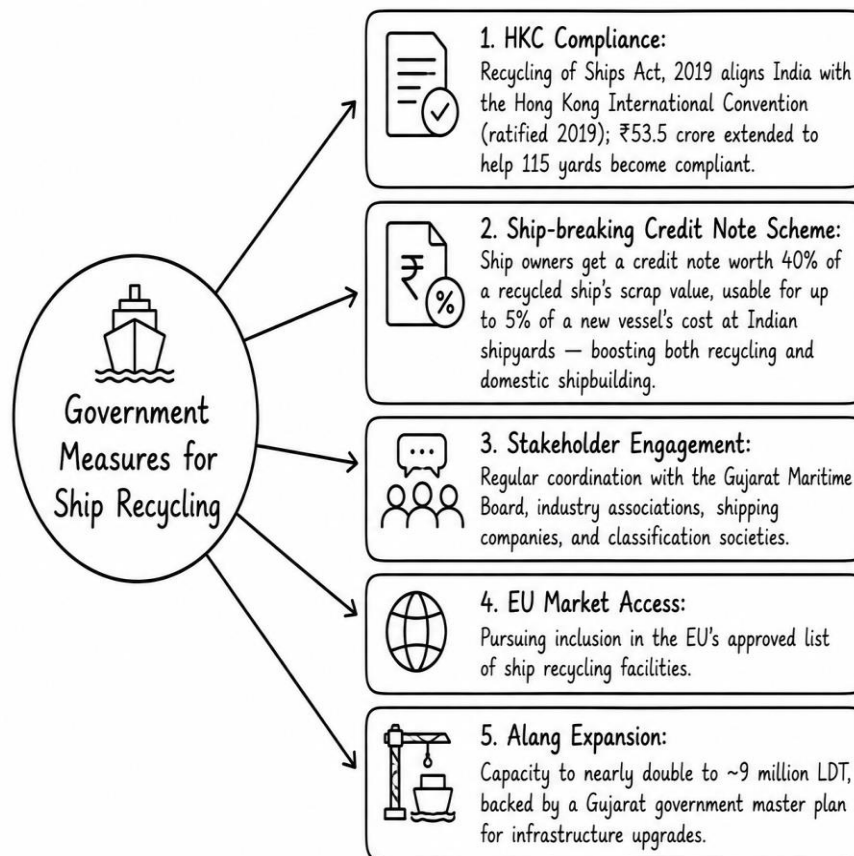 Government
Measures for
Ship Recycling
1. HKC Compliance:
Recycling of Ships Act, 2019 aligns India with
the Hong Kong International Convention
(ratified 2019); ₹53.5 crore extended to
help 115 yards become compliant.
₹
%
2. Ship-breaking Credit Note Scheme:
Ship owners get a credit note worth 40% of
a recycled ship's scrap value, usable for up
to 5% of a new vessel's cost at Indian
shipyards — boosting both recycling and
domestic shipbuilding.
3. Stakeholder Engagement:
Regular coordination with the Gujarat Maritime
Board, industry associations, shipping
companies, and classification societies.
4. EU Market Access:
Pursuing inclusion in the EU's approved list
of ship recycling facilities.
5. Alang Expansion:
Capacity to nearly double to ~9 million LDT,
backed by a Gujarat government master plan
for infrastructure upgrades.